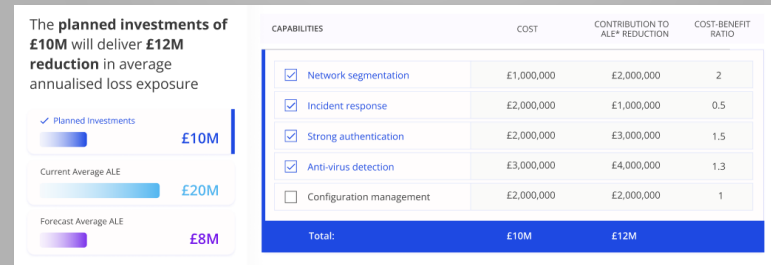 The planned investments of
£10M will deliver £12M
reduction in average
annualised loss exposure
Planned Investments
£10M
Current Average ALE
£20M
Forecast Average ALE
£8M
CAPABILITIES COST CONTRIBUTION TO ALE* REDUCTION COST-BENEFIT RATIO
Network segmentation £1,000,000 £2,000,000 2
Incident response £2,000,000 £1,000,000 0.5
Strong authentication £2,000,000 £3,000,000 1.5
Anti-virus detection £3,000,000 £4,000,000 1.3
Configuration management £2,000,000 £2,000,000 1
Total: £10M £12M